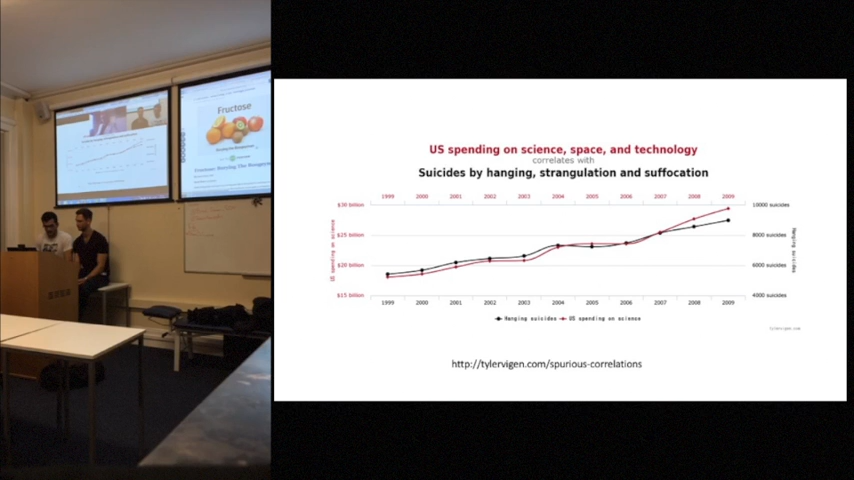 Fructose
US spending on science, space, and technology
correlates with
Suicides by hanging, strangulation and suffocation
1999 2000 2001 2002 2003 2004 2005 2006 2007 2008 2009
$30 billion
$25 billion
$20 billion
$15 billion
US spending on science
10000 suicides
8000 suicides
6000 suicides
4000 suicides
Hanging suicides
1999 2000 2001 2002 2003 2004 2005 2006 2007 2008 2009
Hanging suicides US spending on science
tylervigen.com
http://tylervigen.com/spurious-correlations